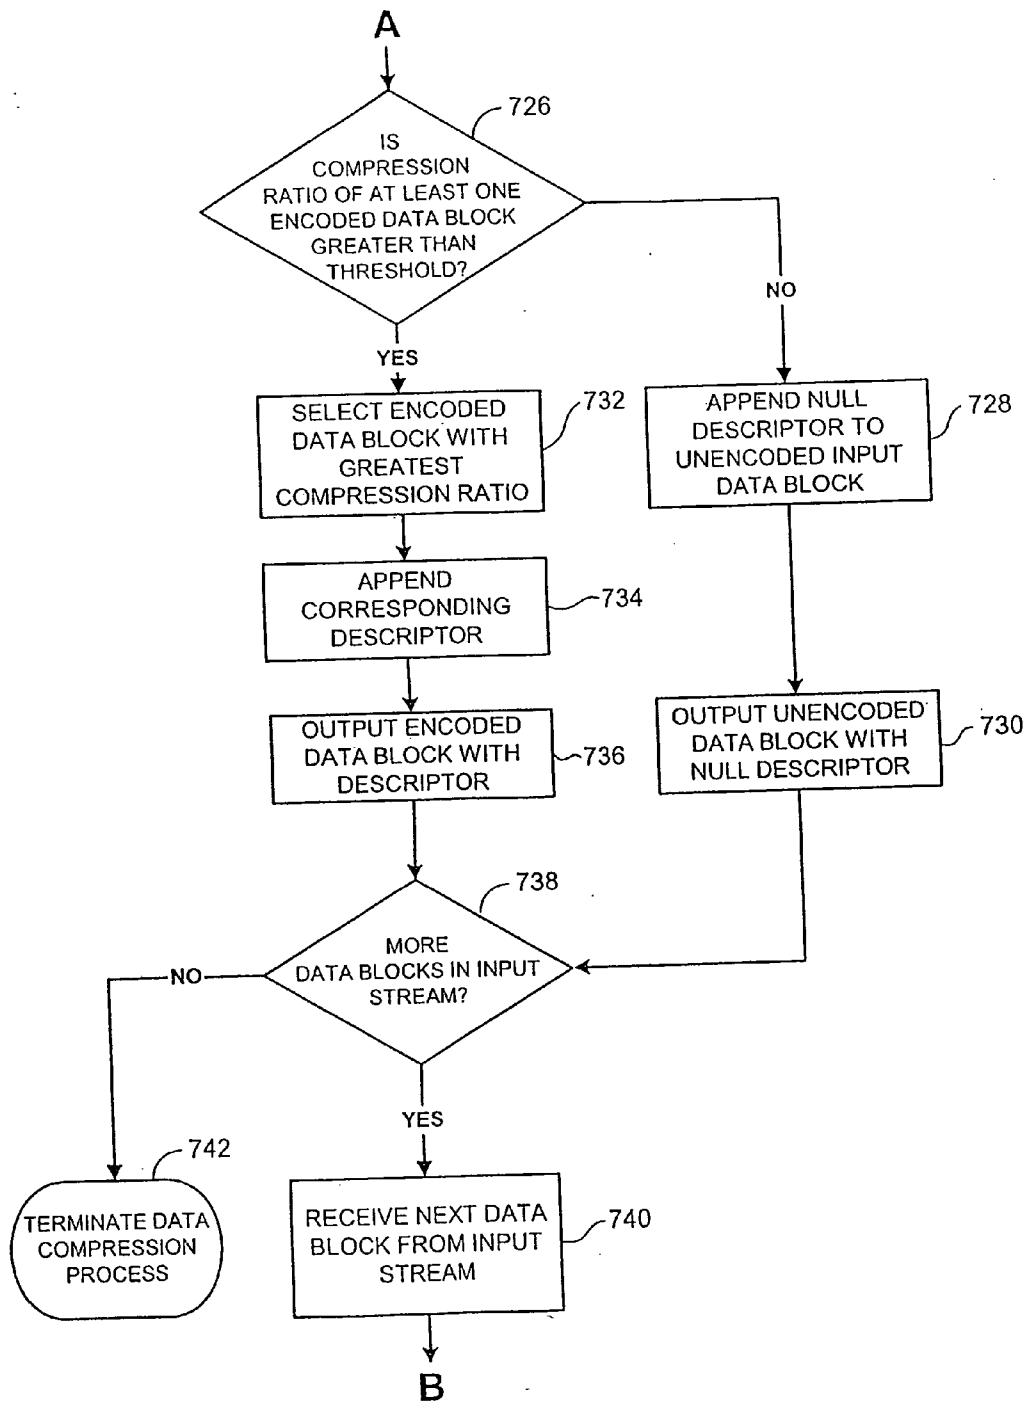 A
726
IS
COMPRESSION
RATIO OF AT LEAST ONE
ENCODED DATA BLOCK
GREATER THAN
THRESHOLD?
NO
YES
SELECT ENCODED
DATA BLOCK WITH
GREATEST
COMPRESSION RATIO
732
APPEND NULL
DESCRIPTOR TO
UNENCODED INPUT
DATA BLOCK
728
APPEND
CORRESPONDING
DESCRIPTOR
734
OUTPUT ENCODED
DATA BLOCK WITH
DESCRIPTOR
736
OUTPUT UNENCODED
DATA BLOCK WITH
NULL DESCRIPTOR
730
738
MORE
DATA BLOCKS IN INPUT
STREAM?
NO
YES
742
TERMINATE DATA
COMPRESSION
PROCESS
RECEIVE NEXT DATA
BLOCK FROM INPUT
STREAM
740
B